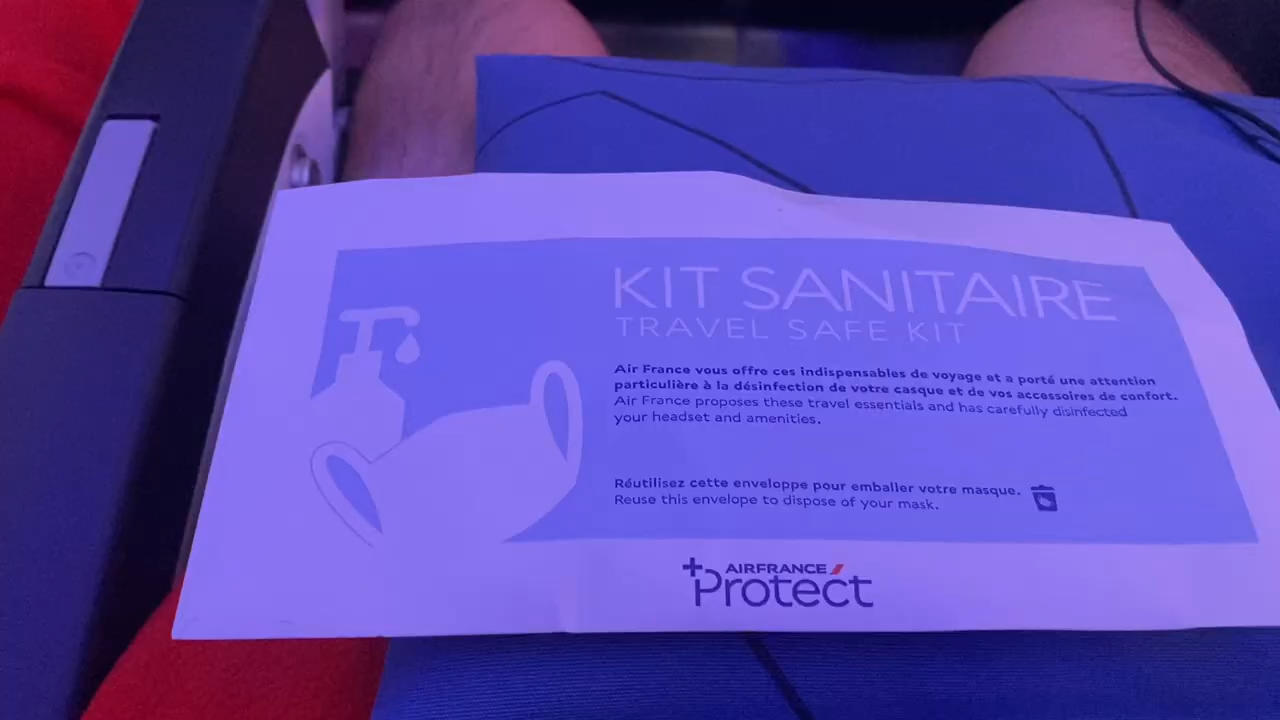 KIT SANITAIRE
TRAVEL SAFE KIT
Air France vous offre ces indispensables de voyage et a porté une attention
particulière à la désinfection de votre casque et de vos accessoires de confort.
Air France proposes these travel essentials and has carefully disinfected
your headset and amenities.
Réutilisez cette enveloppe pour emballer votre masque.
Reuse this envelope to dispose of your mask.
AIRFRANCE
Protect